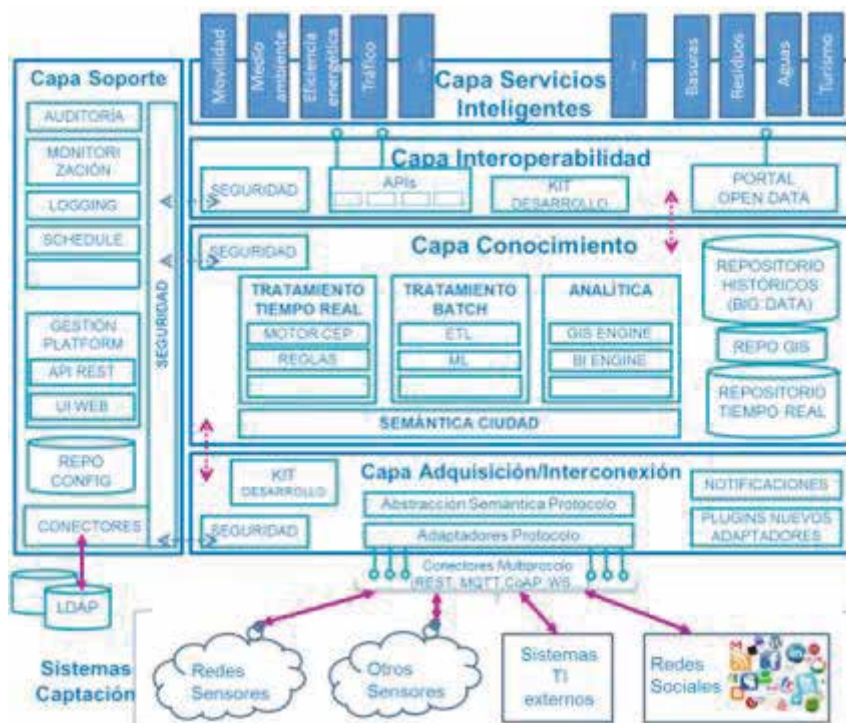 Movilidad
Medio
ambiente
Eficiencia
energética
Tráfico
Basuras
Residuos
Aguas
Turismo
Capa Servicios
Inteligentes
Capa Soporte
AUDITORÍA
MONITORI
ZACIÓN
LOGGING
SCHEDULE
GESTIÓN
PLATFORM
API REST
UI WEB
REPO
CONFIG
CONECTORES
SEGURIDAD
LDAP
Capa Interoperabilidad
SEGURIDAD
APIs
KIT
DESARROLLO
PORTAL
OPEN DATA
Capa Conocimiento
SEGURIDAD
TRATAMIENTO
TIEMPO REAL
MOTOR CEP
REGLAS
TRATAMIENTO
BATCH
ETL
ML
ANALÍTICA
GIS ENGINE
BI ENGINE
SEMÁNTICA CIUDAD
REPOSITORIO
HISTÓRICOS
(BIG DATA)
REPO GIS
REPOSITORIO
TIEMPO REAL
Capa Adquisición/Interconexión
KIT
DESARROLLO
SEGURIDAD
Abstracción Semántica Protocolo
Adaptadores Protocolo
NOTIFICACIONES
PLUGINS NUEVOS
ADAPTADORES
Conectores Multiprotocolo
(REST, MQTT, CoAP, WS
Sistemas
Captación
Redes
Sensores
Otros
Sensores
Sistemas
TI
externos
Redes
Sociales